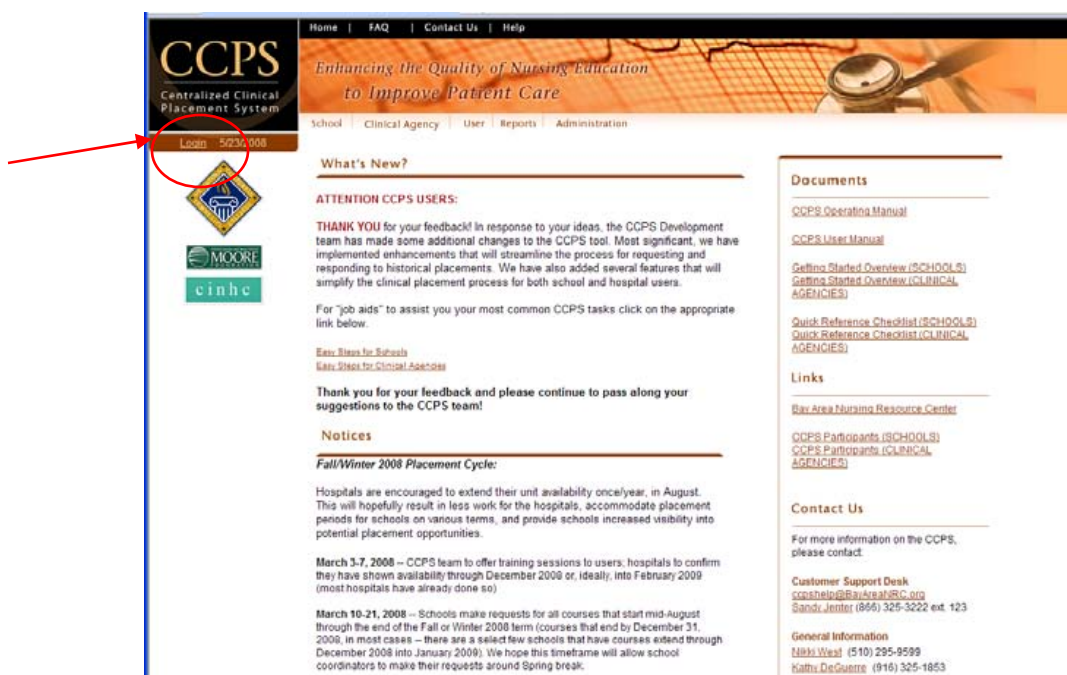 Home | FAQ | Contact Us | Help
CCPS
Centralized Clinical
Placement System
Enhancing the Quality of Nursing Education
to Improve Patient Care
School | Clinical Agency | User | Reports | Administration
Login 5/23/2008
MOORE
cinhc
What's New?
ATTENTION CCPS USERS:
THANK YOU for your feedback! In response to your ideas, the CCPS Development
team has made some additional changes to the CCPS tool. Most significant, we have
implemented enhancements that will streamline the process for requesting and
responding to historical placements. We have also added several features that will
simplify the clinical placement process for both school and hospital users.
For "job aids" to assist you your most common CCPS tasks click on the appropriate
link below.
Easy Steps for Schools
Easy Steps for Clinical Agencies
Thank you for your feedback and please continue to pass along your
suggestions to the CCPS team!
Notices
Fall/Winter 2008 Placement Cycle:
Hospitals are encouraged to extend their unit availability once/year, in August.
This will hopefully result in less work for the hospitals, accommodate placement
periods for schools on various terms, and provide schools increased visibility into
potential placement opportunities.
March 3-7, 2008 -- CCPS team to offer training sessions to users; hospitals to confirm
they have shown availability through December 2008 or, ideally, into February 2009
(most hospitals have already done so)
March 10-21, 2008 -- Schools make requests for all courses that start mid-August
through the end of the Fall or Winter 2008 term (courses that end by December 31,
2008, in most cases -- there are a select few schools that have courses extend through
December 2008 into January 2009). We hope this timeframe will allow school
coordinators to make their requests around Spring break.
Documents
CCPS Operating Manual
CCPS User Manual
Getting Started Overview (SCHOOLS)
Getting Started Overview (CLINICAL
AGENCIES)
Quick Reference Checklist (SCHOOLS)
Quick Reference Checklist (CLINICAL
AGENCIES)
Links
Bay Area Nursing Resource Center
CCPS Participants (SCHOOLS)
CCPS Participants (CLINICAL
AGENCIES)
Contact Us
For more information on the CCPS,
please contact:
Customer Support Desk
ccpshelp@BayAreaNRC.org
Sandy Jenter (866) 325-3222 ext. 123
General Information
Nikki West (510) 295-9599
Kathy DeGuerre (916) 325-1853